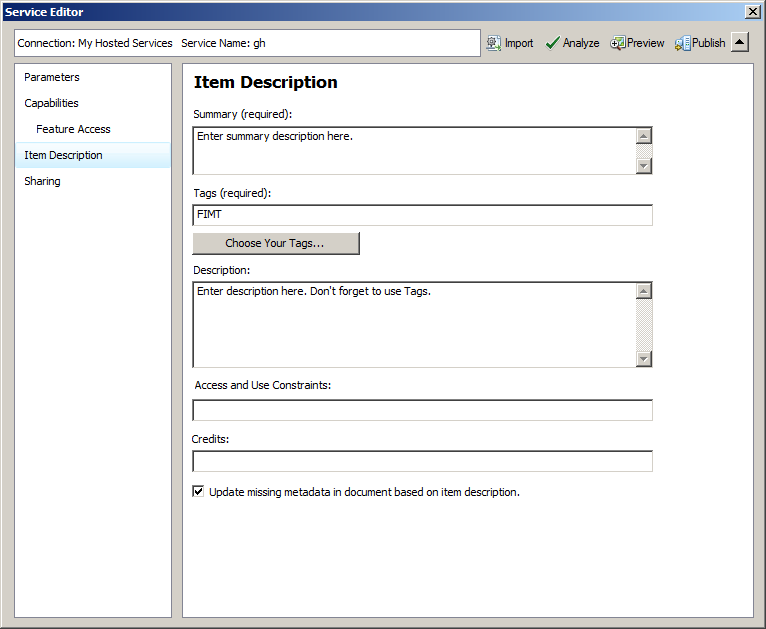 Service Editor
Connection: My Hosted Services   Service Name: gh
Import
Analyze
Preview
Publish
Parameters
Capabilities
Feature Access
Item Description
Sharing
Item Description
Summary (required):
Enter summary description here.
Tags (required):
FIMT
Choose Your Tags...
Description:
Enter description here. Don't forget to use Tags.
Access and Use Constraints:
Credits:
Update missing metadata in document based on item description.